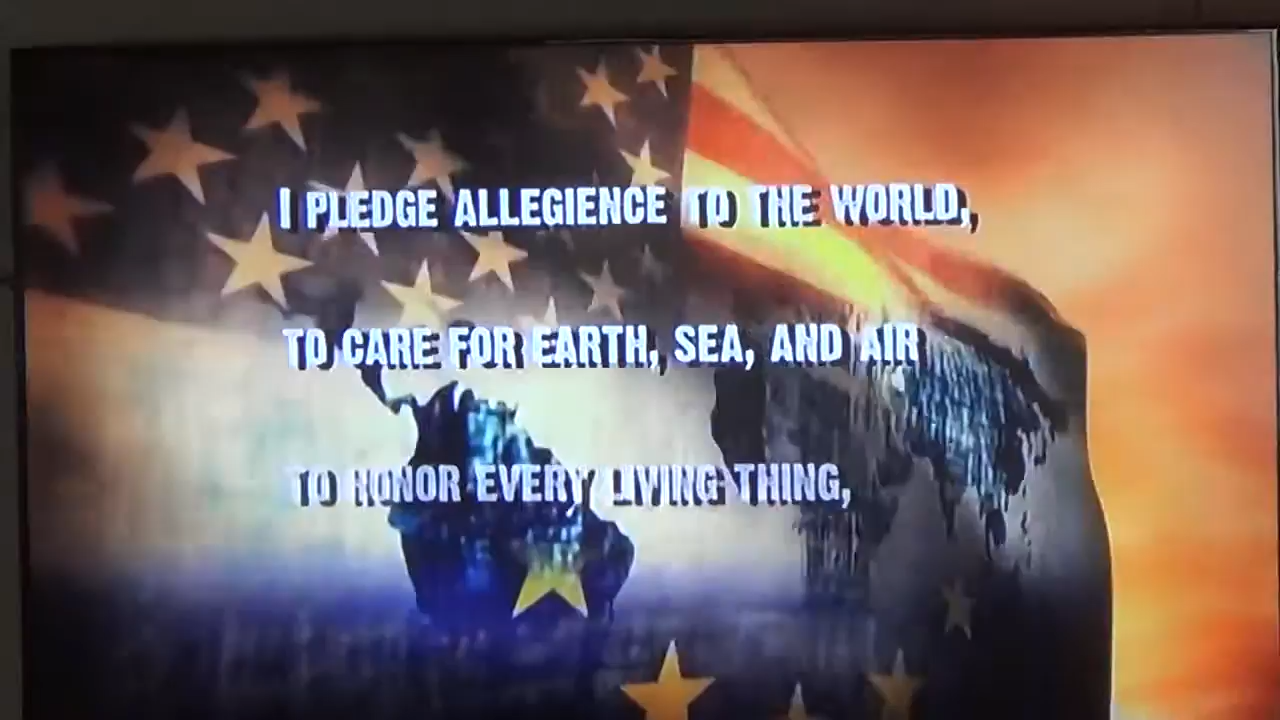 I PLEDGE ALLEGIENCE TO THE WORLD,
TO CARE FOR EARTH, SEA, AND AIR
TO HONOR EVERY LIVING THING,